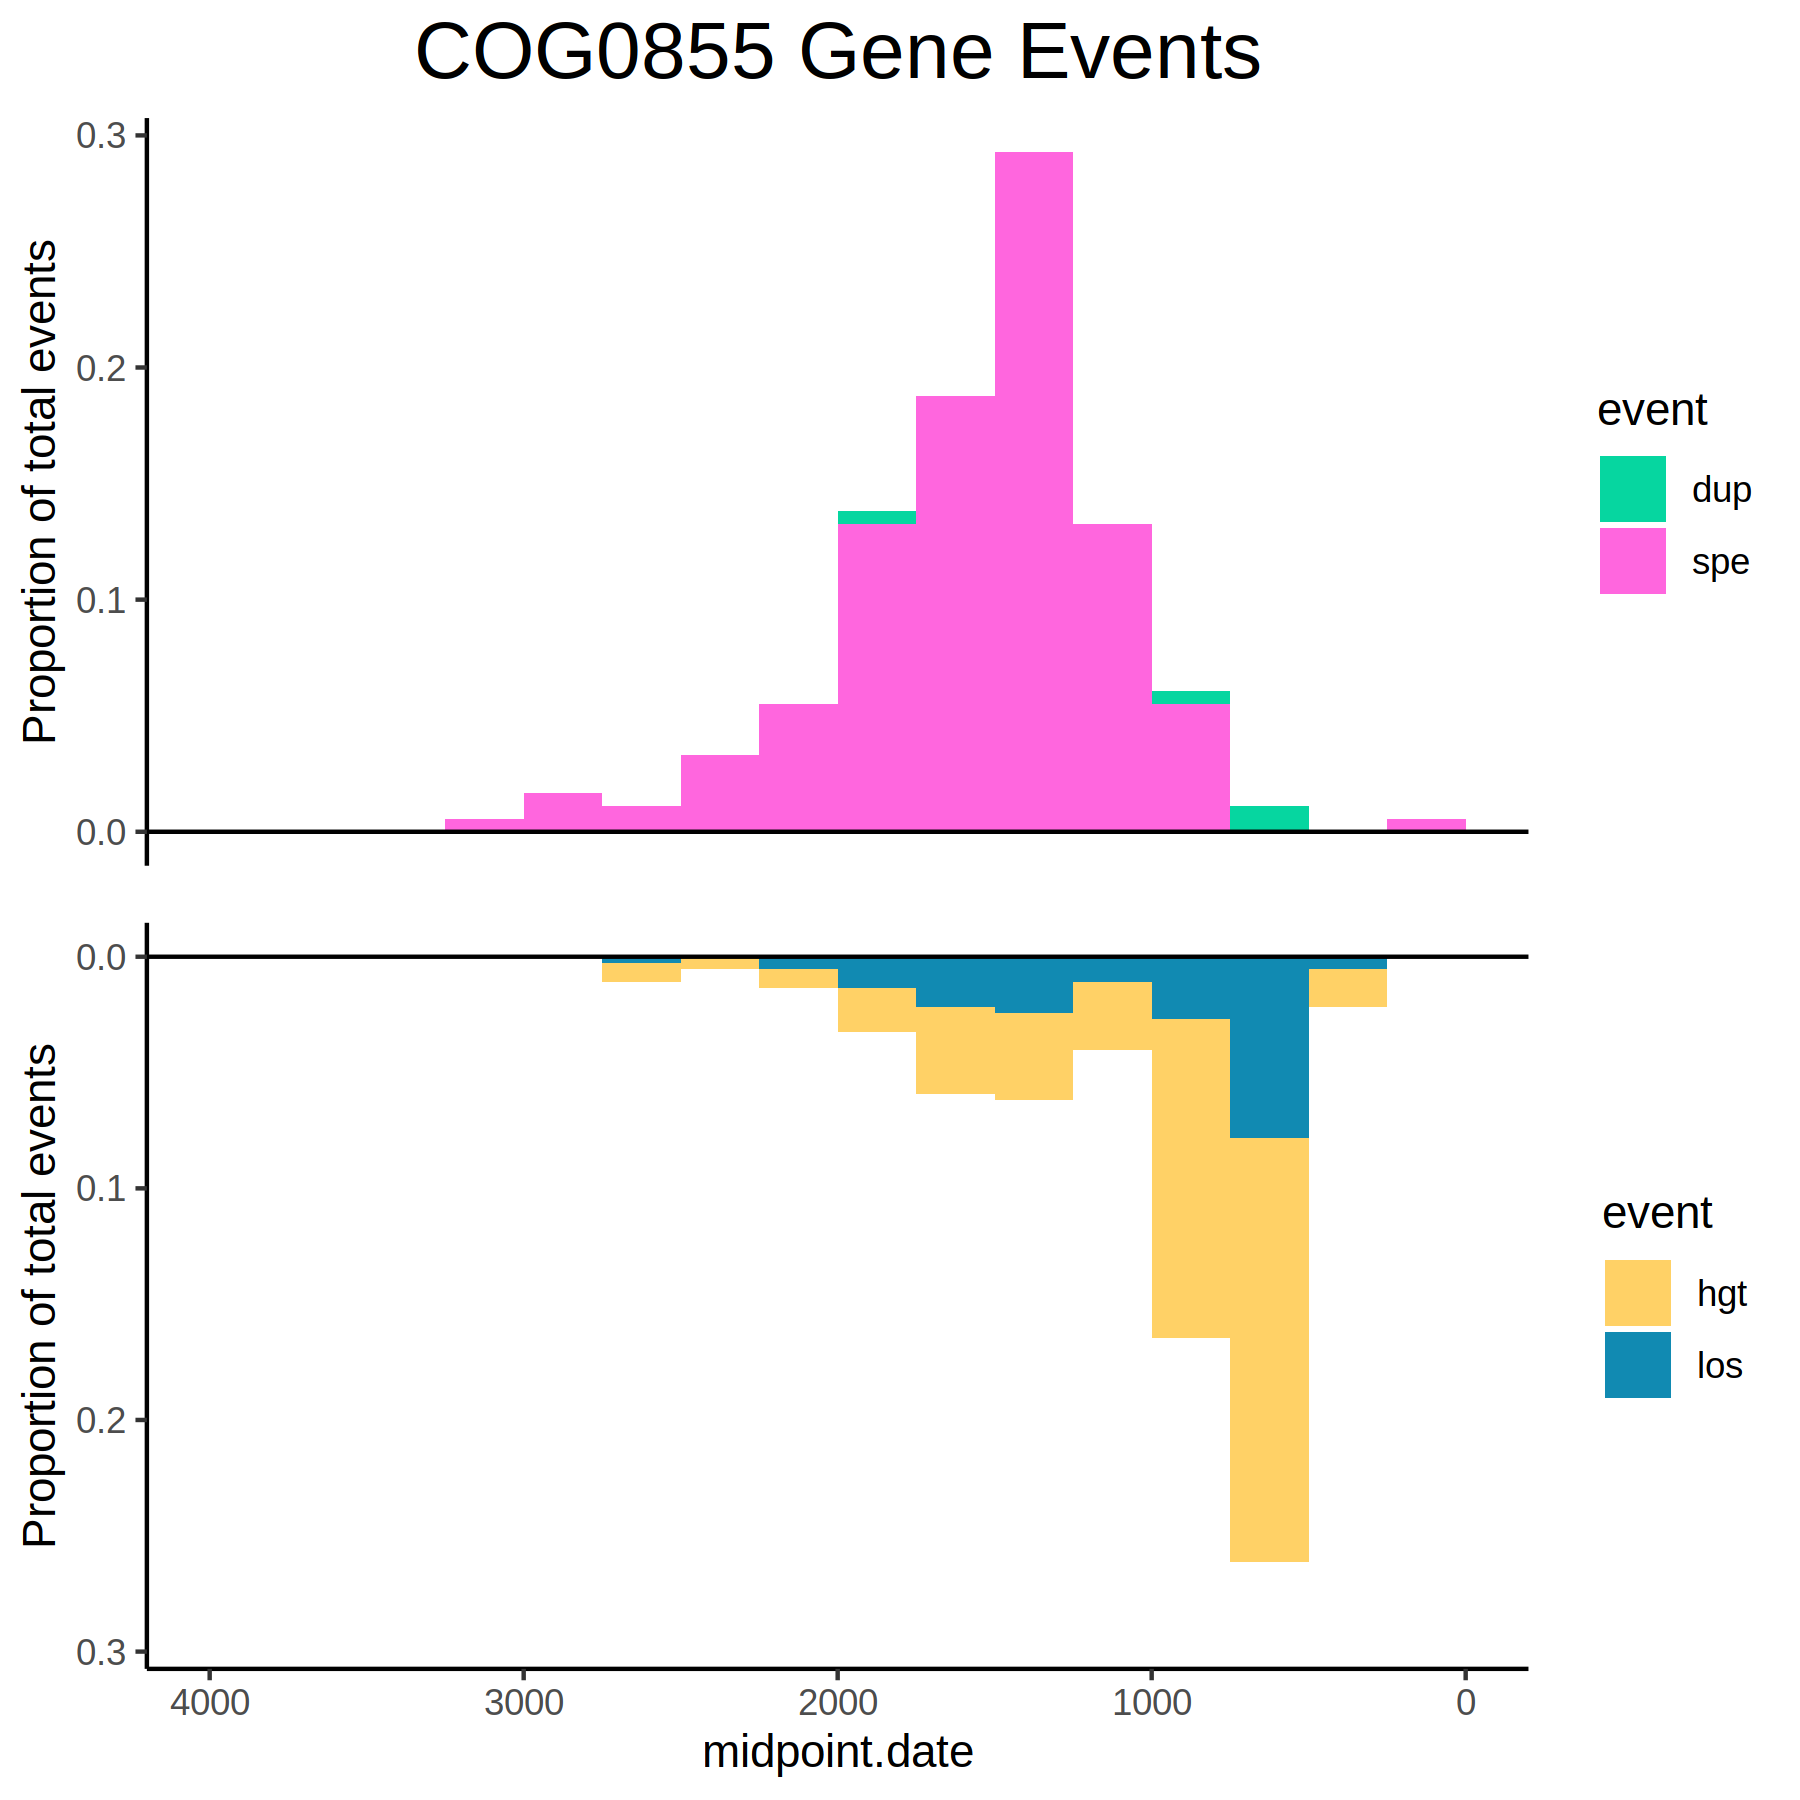 COG0855 Gene Events
Proportion of total events
0.3
0.2
0.1
0.0
event
dup
spe
Proportion of total events
0.0
0.1
0.2
0.3
event
hgt
los
4000 3000 2000 1000 0
midpoint.date